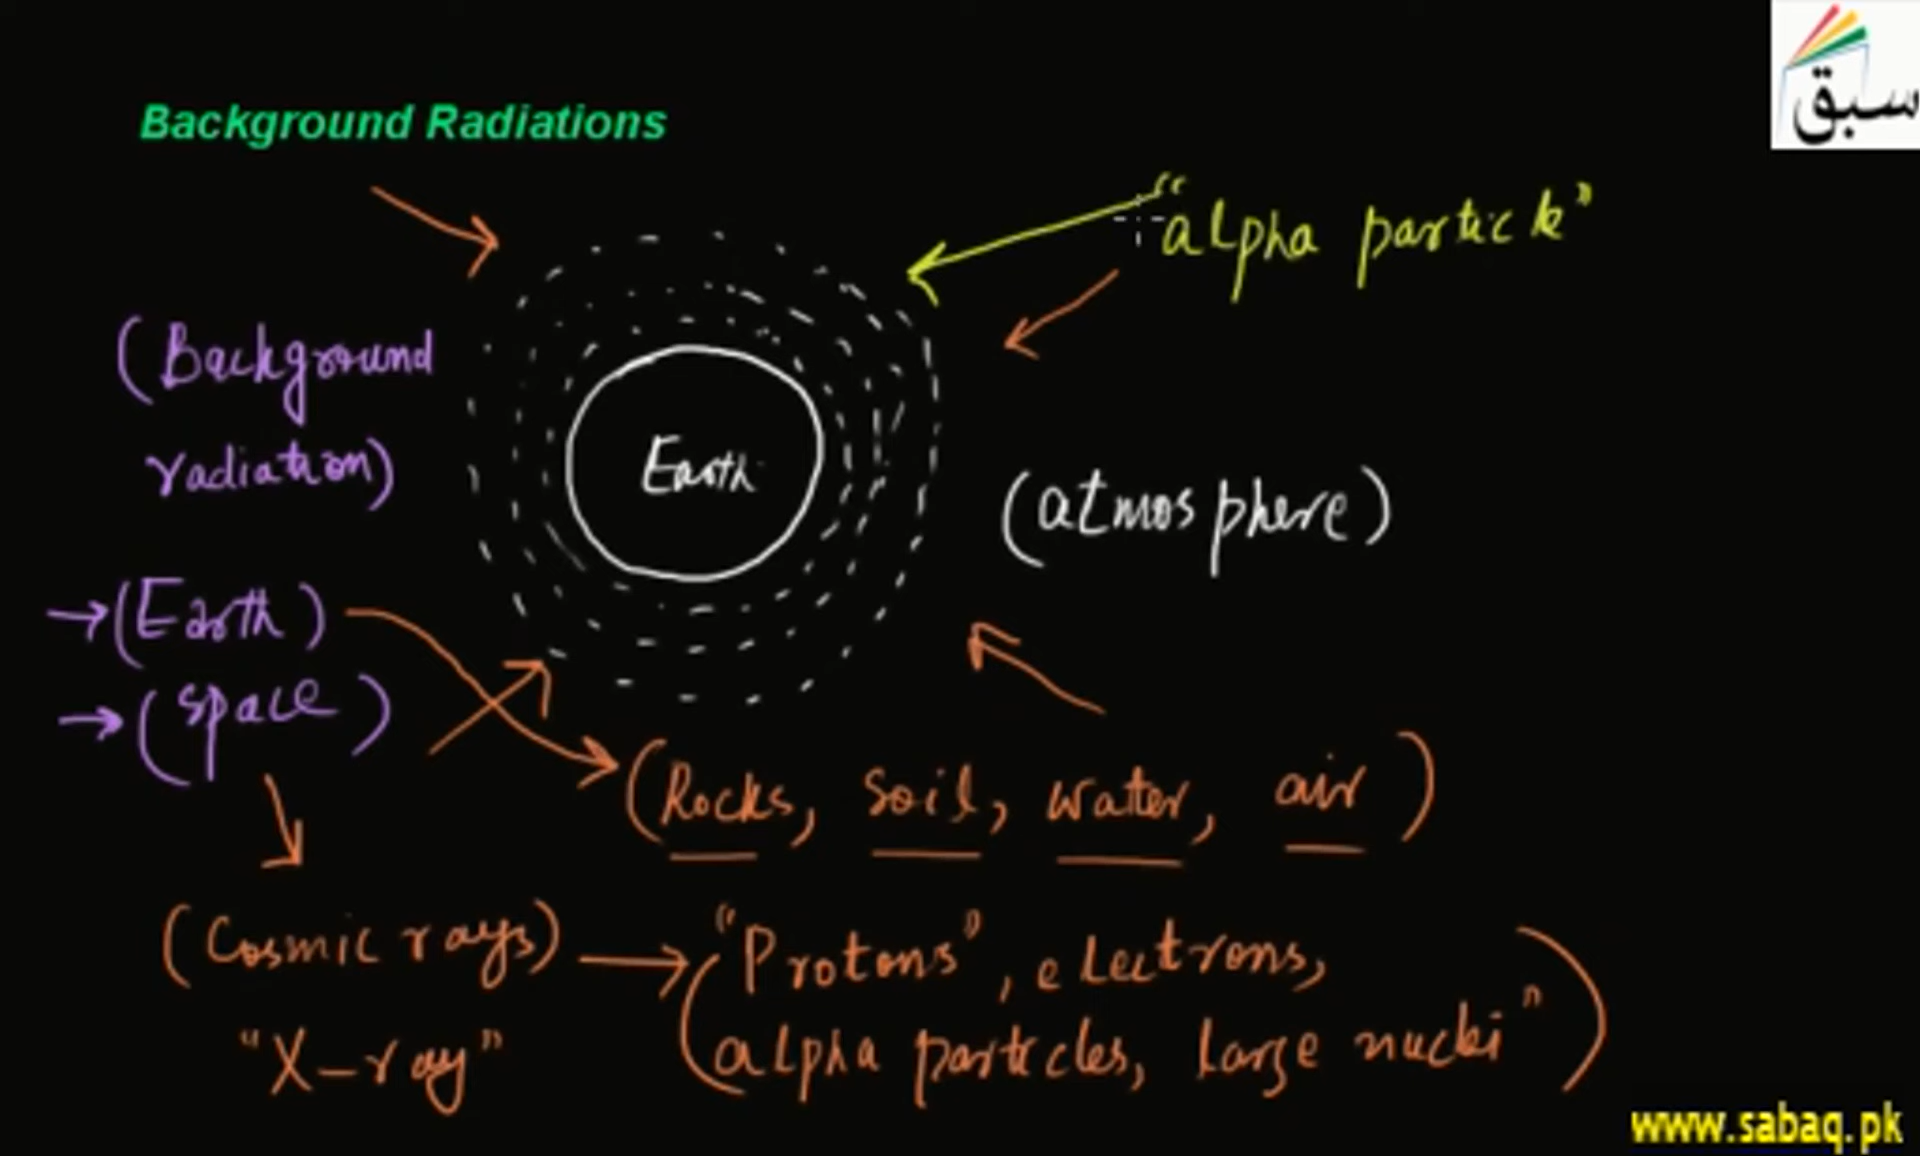 Background Radiations
سبق
"alpha particle"
(Background
radiation)
Earth
(atmosphere)
→(Earth)
→(space)
(Rocks, soil, water, air)
(Cosmic rays) → "Protons", electrons,
"X-ray"
(alpha particles, large nuclei")
www.sabaq.pk